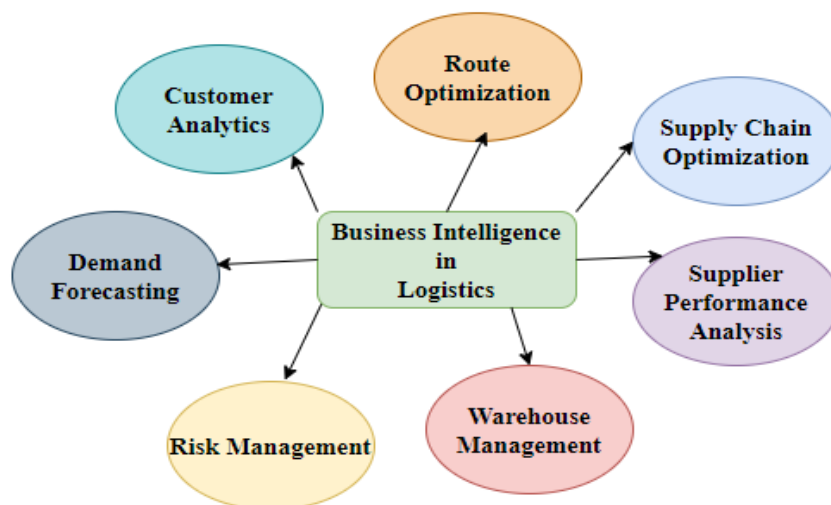 Route
Optimization
Customer
Analytics
Supply Chain
Optimization
Business Intelligence
in
Logistics
Demand
Forecasting
Supplier
Performance
Analysis
Risk Management
Warehouse
Management